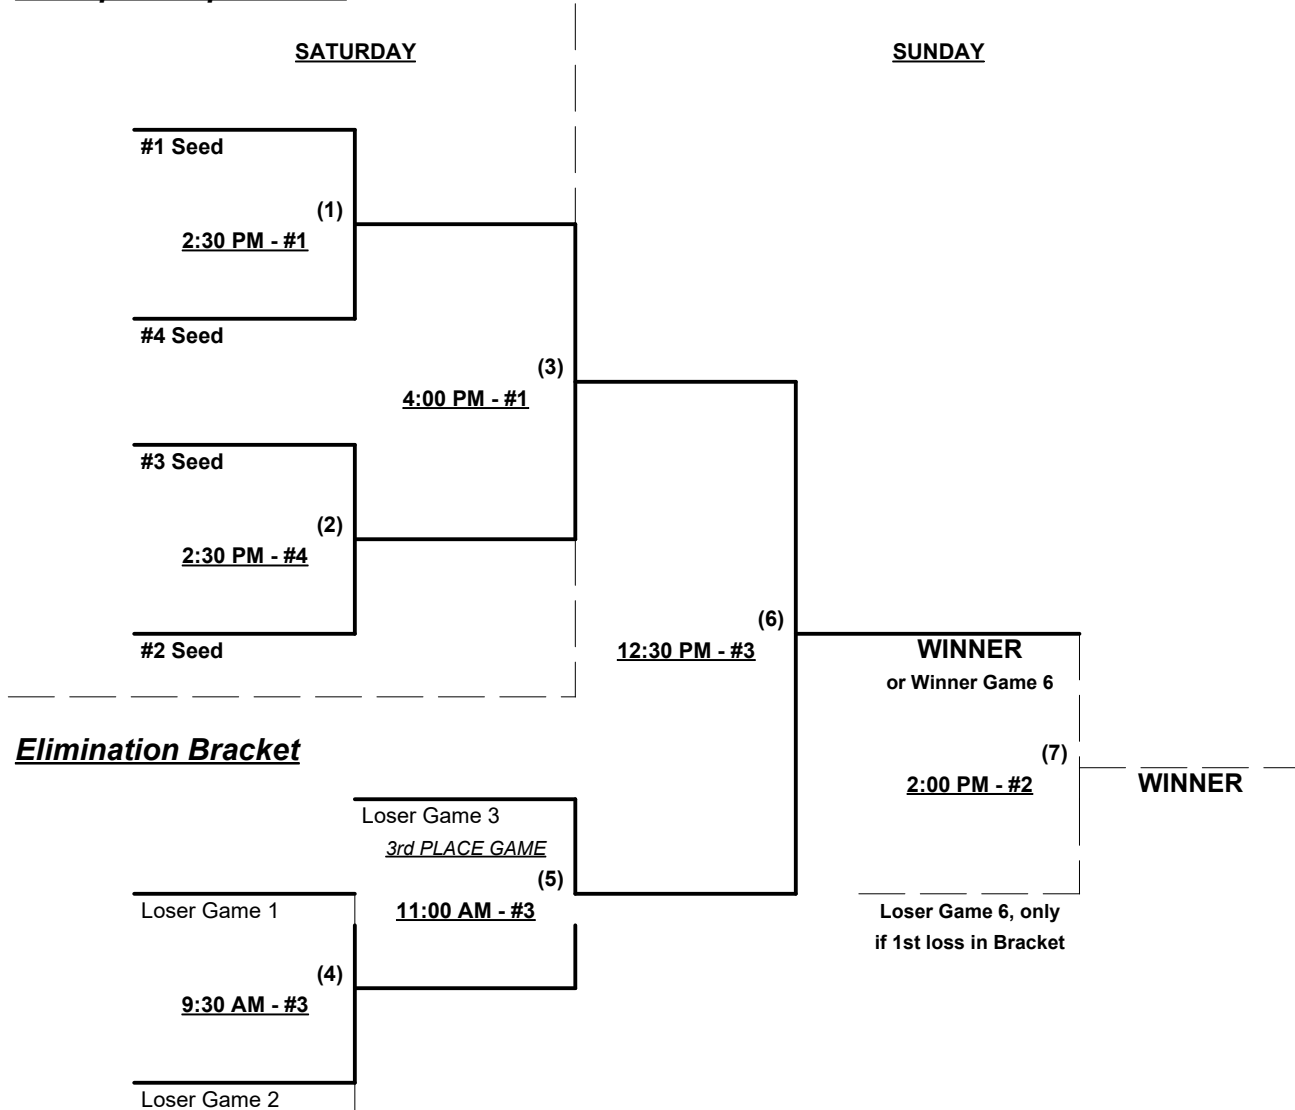 SATURDAY
SUNDAY
#1 Seed
(1)
2:30 PM - #1
#4 Seed
(3)
4:00 PM - #1
#3 Seed
(2)
2:30 PM - #4
#2 Seed
(6)
12:30 PM - #3
WINNER
or Winner Game 6
Elimination Bracket
(7)
2:00 PM - #2
WINNER
Loser Game 3
3rd PLACE GAME
(5)
11:00 AM - #3
Loser Game 1
Loser Game 6, only
if 1st loss in Bracket
(4)
9:30 AM - #3
Loser Game 2